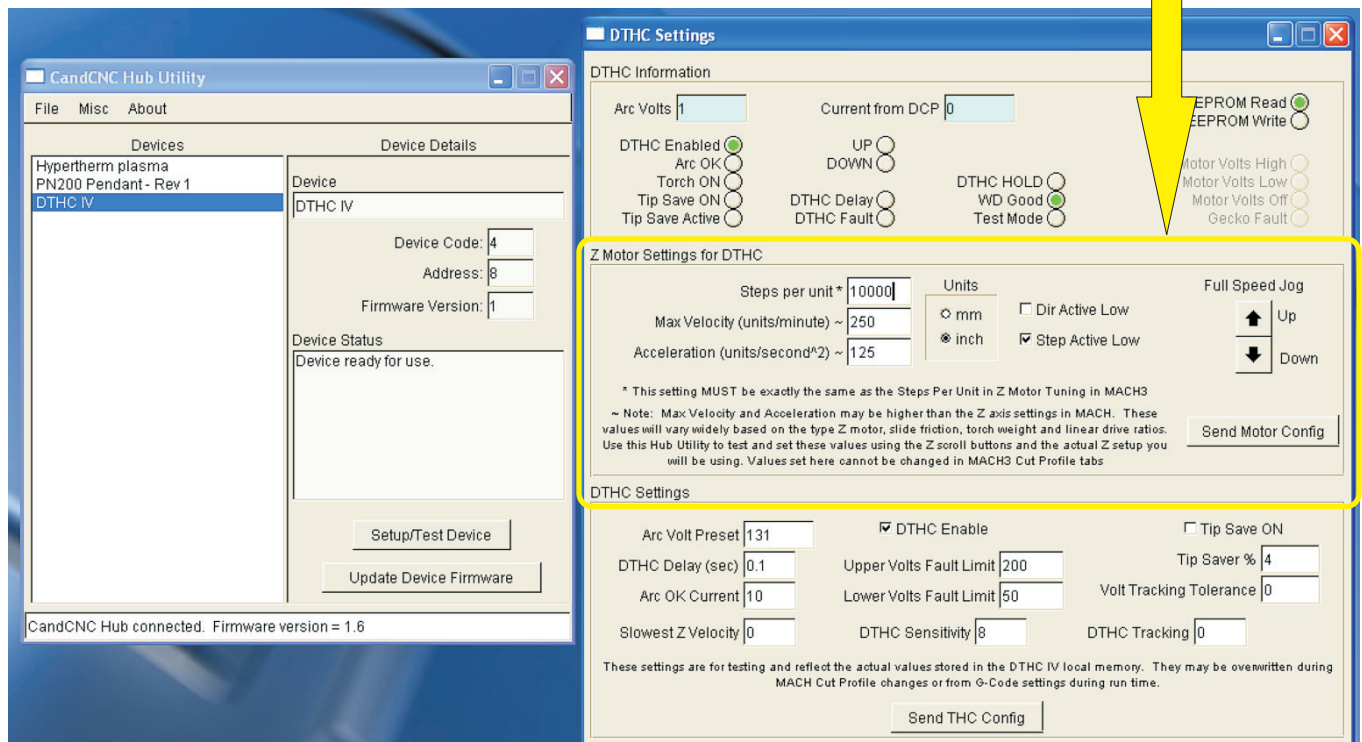 CandCNC Hub Utility
File Misc About
Devices
Hypertherm plasma
PN200 Pendant - Rev 1
DTHC IV
Device Details
Device
DTHC IV
Device Code: 4
Address: 8
Firmware Version: 1
Device Status
Device ready for use.
Setup/Test Device
Update Device Firmware
CandCNC Hub connected. Firmware version = 1.6
DTHC Settings
DTHC Information
Arc Volts 1
Current from DCP 0
EPROM Read
EEPROM Write
DTHC Enabled
Arc OK
Torch ON
Tip Save ON
Tip Save Active
UP
DOWN
DTHC Delay
DTHC Fault
DTHC HOLD
WD Good
Test Mode
Motor Volts High
Motor Volts Low
Motor Volts Off
Gecko Fault
Z Motor Settings for DTHC
Steps per unit * 10000
Max Velocity (units/minute) ~ 250
Acceleration (units/second^2) ~ 125
Units
mm
inch
Dir Active Low
Step Active Low
Full Speed Jog
Up
Down
* This setting MUST be exactly the same as the Steps Per Unit in Z Motor Tuning in MACH3
~ Note: Max Velocity and Acceleration may be higher than the Z axis settings in MACH. These
values will vary widely based on the type Z motor, slide friction, torch weight and linear drive ratios.
Use this Hub Utility to test and set these values using the Z scroll buttons and the actual Z setup you
will be using. Values set here cannot be changed in MACH3 Cut Profile tabs
Send Motor Config
DTHC Settings
Arc Volt Preset 131
DTHC Enable
Tip Save ON
DTHC Delay (sec) 0.1
Upper Volts Fault Limit 200
Tip Saver % 4
Arc OK Current 10
Lower Volts Fault Limit 50
Volt Tracking Tolerance 0
Slowest Z Velocity 0
DTHC Sensitivity 8
DTHC Tracking 0
These settings are for testing and reflect the actual values stored in the DTHC IV local memory. They may be overwritten during
MACH Cut Profile changes or from G-Code settings during run time.
Send THC Config